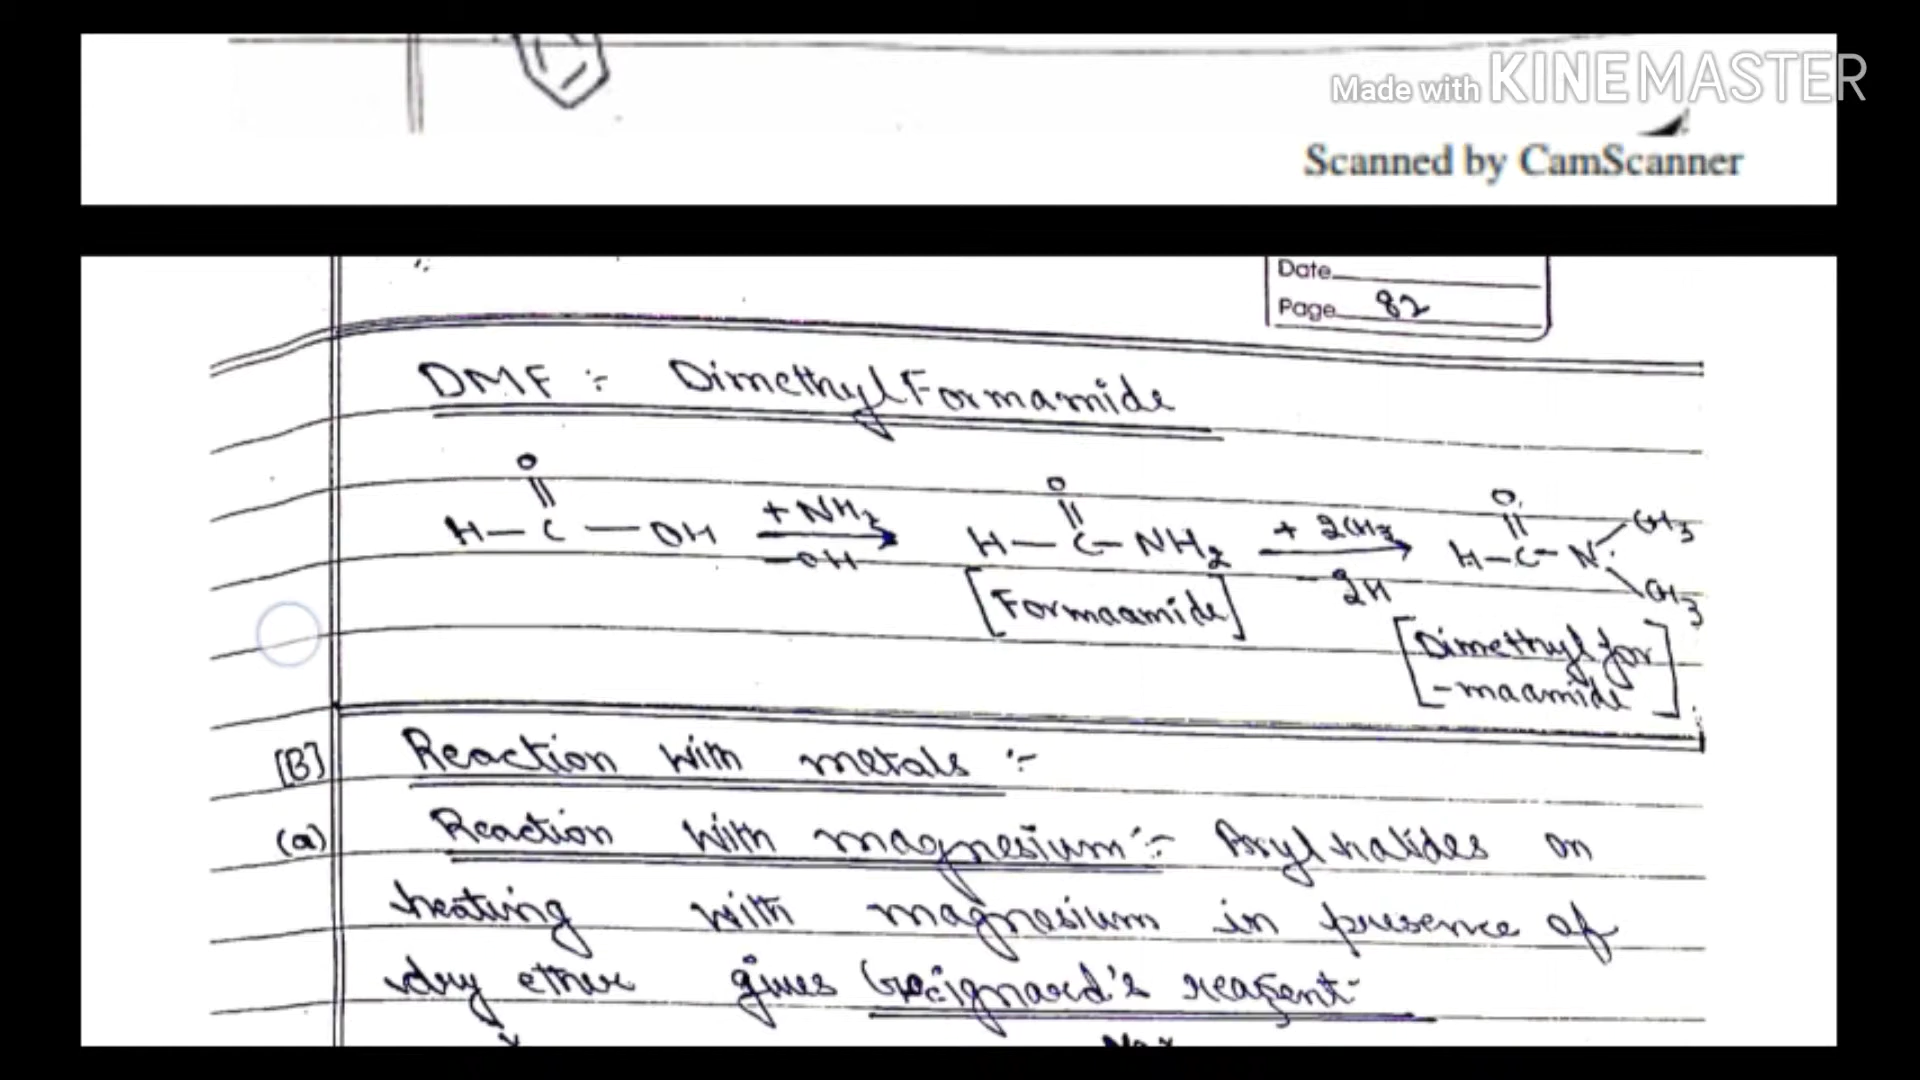 Made with KINEMASTER
Scanned by CamScanner
Date
Page 82
DMF :- Dimethyl Formamide
O O O
H-C-OH +NH2 -OH H-C-NH2 +2CH3 -2H H-C-N CH3 CH3
[Formaamide]
[Dimethyl for
-maamide]
[B] Reaction with metals :-
(a) Reaction with magnesium :- Aryl halides on
heating with magnesium in presence of
dry ether gives Grignard's reagent-